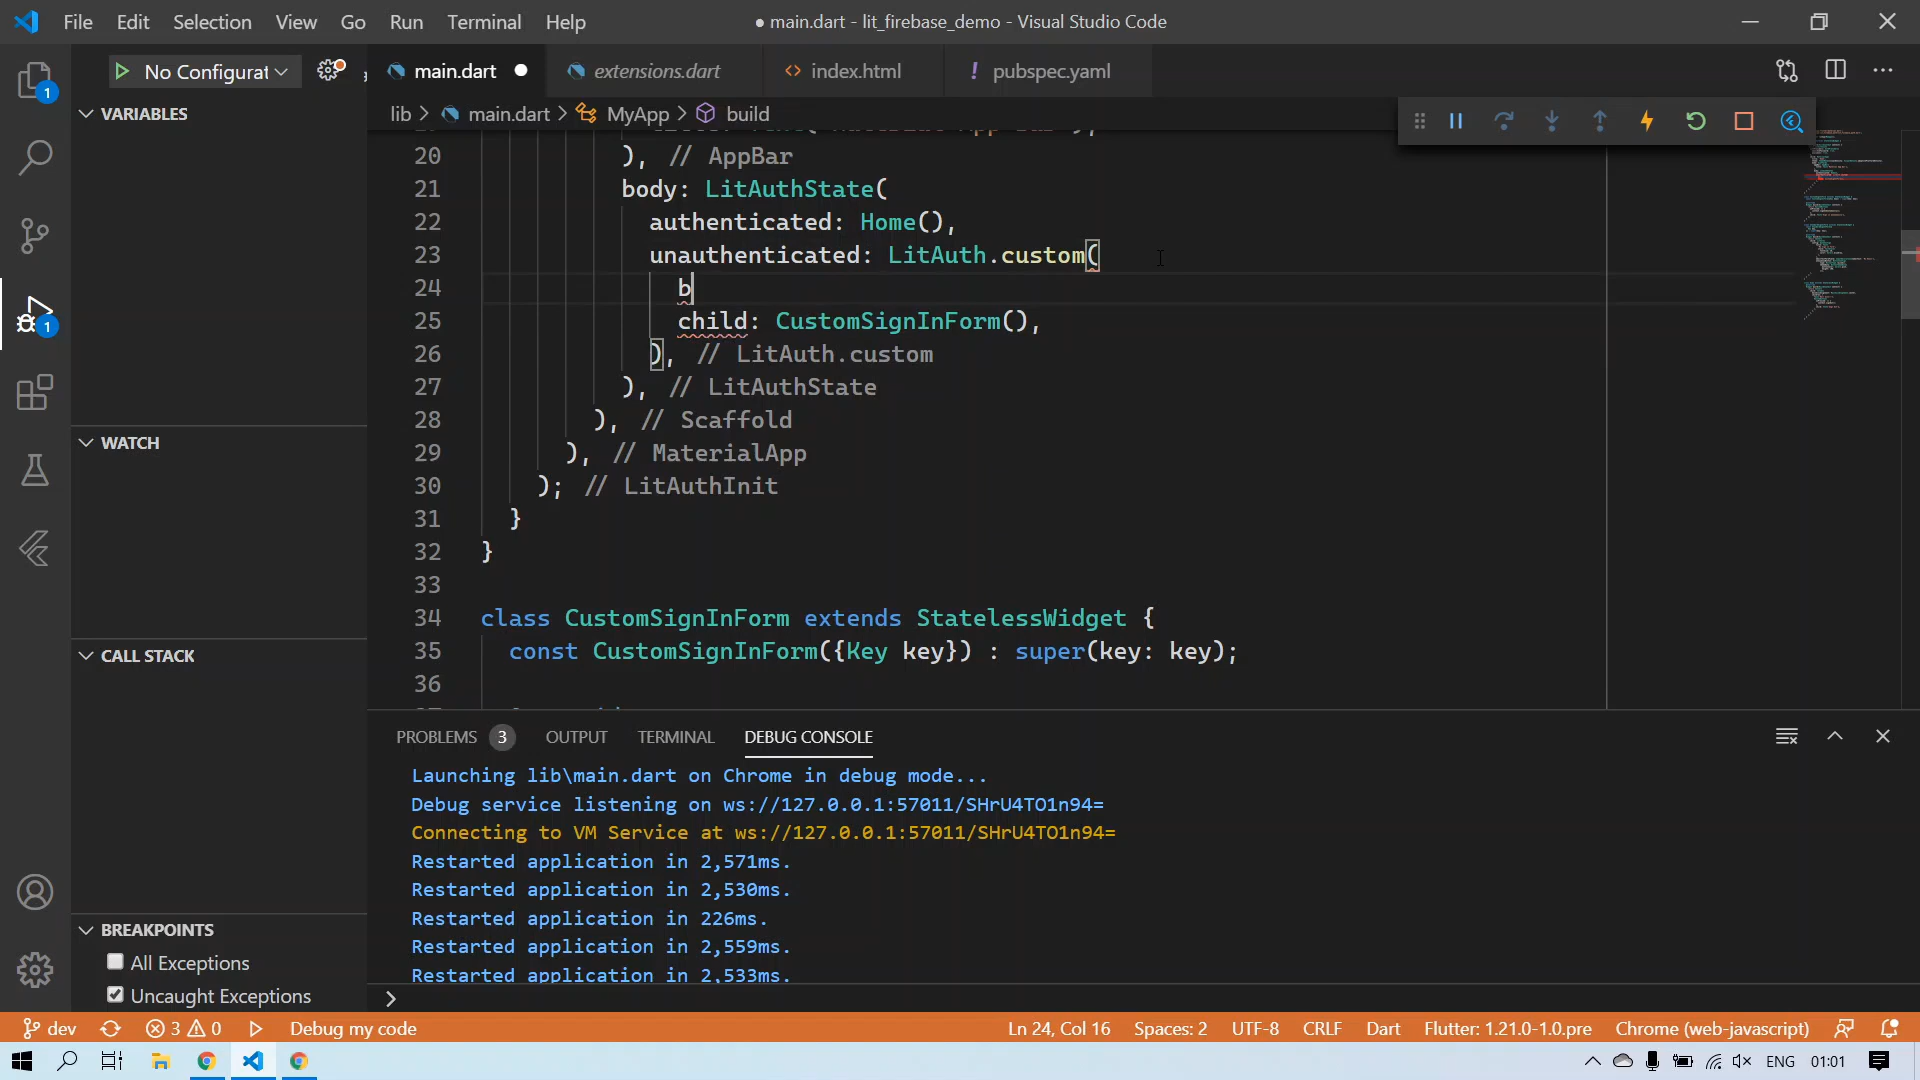 File Edit Selection View Go Run Terminal Help ● main.dart - lit_firebase_demo - Visual Studio Code
No Configurat main.dart extensions.dart index.html pubspec.yaml
1
VARIABLES
lib > main.dart > MyApp > build
20 ), // AppBar
21 body: LitAuthState(
22 authenticated: Home(),
23 unauthenticated: LitAuth.custom(
24 b
25 child: CustomSignInForm(),
26 ), // LitAuth.custom
27 ), // LitAuthState
28 ), // Scaffold
29 ), // MaterialApp
30 ); // LitAuthInit
31 }
32 }
33
34 class CustomSignInForm extends StatelessWidget {
35 const CustomSignInForm({Key key}) : super(key: key);
36
1
WATCH
CALL STACK
BREAKPOINTS
All Exceptions
Uncaught Exceptions
PROBLEMS 3 OUTPUT TERMINAL DEBUG CONSOLE
Launching lib\main.dart on Chrome in debug mode...
Debug service listening on ws://127.0.0.1:57011/SHrU4TO1n94=
Connecting to VM Service at ws://127.0.0.1:57011/SHrU4TO1n94=
Restarted application in 2,571ms.
Restarted application in 2,530ms.
Restarted application in 226ms.
Restarted application in 2,559ms.
Restarted application in 2,533ms.
>
dev 3 0 Debug my code Ln 24, Col 16 Spaces: 2 UTF-8 CRLF Dart Flutter: 1.21.0-1.0.pre Chrome (web-javascript)
ENG 01:01